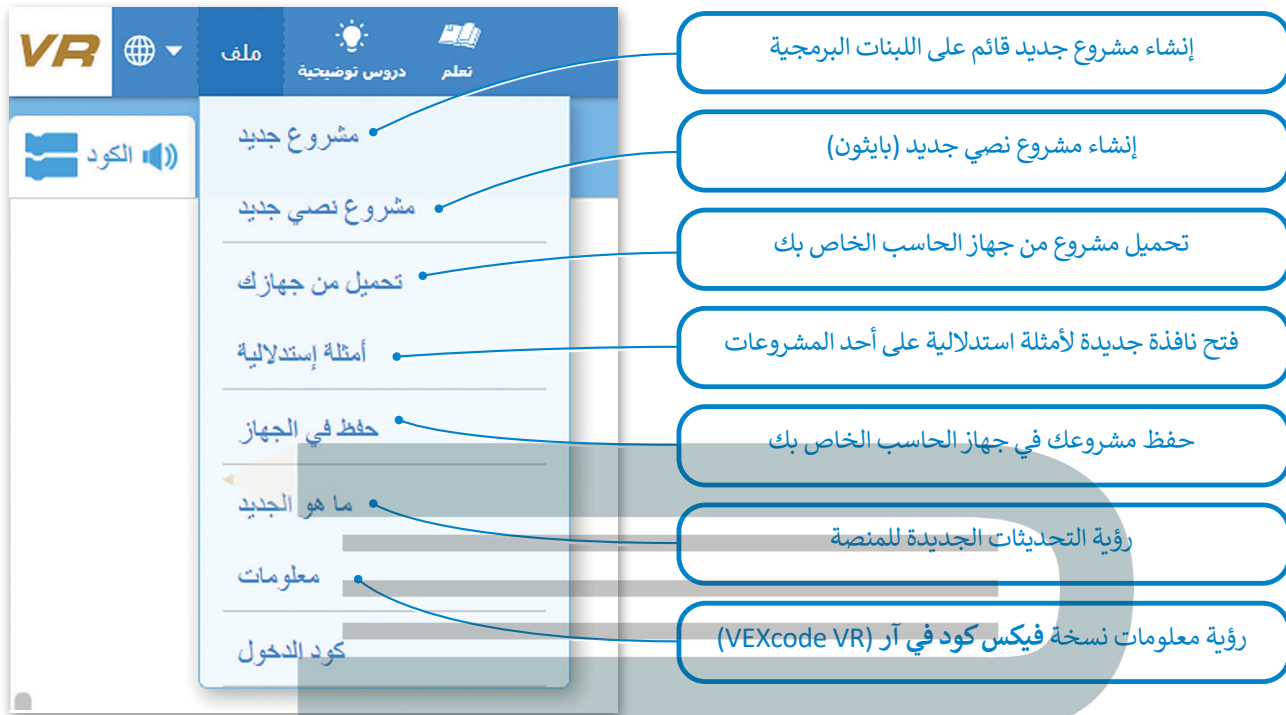 VR
ملف
دروس توضيحية
تعلم
الكود
مشروع جديد
مشروع نصي جديد
تحميل من جهازك
أمثلة إستدلالية
حفظ في الجهاز
ما هو الجديد
معلومات
كود الدخول
إنشاء مشروع جديد قائم على اللبنات البرمجية
إنشاء مشروع نصي جديد (بايثون)
تحميل مشروع من جهاز الحاسب الخاص بك
فتح نافذة جديدة لأمثلة استدلالية على أحد المشروعات
حفظ مشروعك في جهاز الحاسب الخاص بك
رؤية التحديثات الجديدة للمنصة
رؤية معلومات نسخة فيكس كود في آر (VEXcode VR)